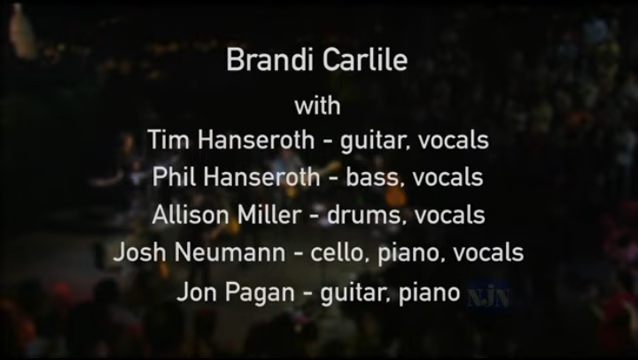 Brandi Carlile
with
Tim Hanseroth - guitar, vocals
Phil Hanseroth - bass, vocals
Allison Miller - drums, vocals
Josh Neumann - cello, piano, vocals
Jon Pagan - guitar, piano
NJN